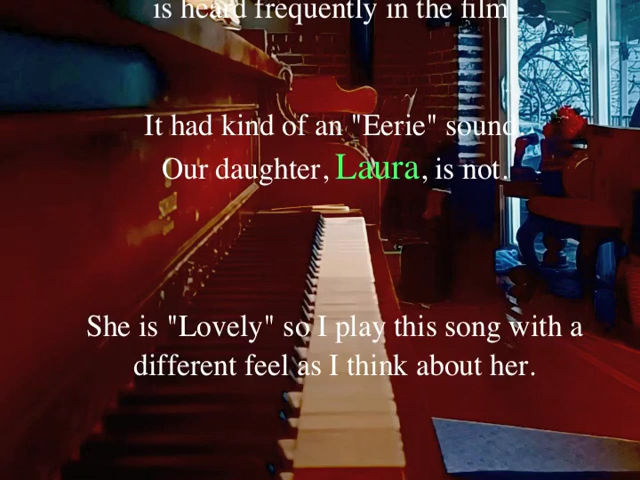 is heard frequently in the film.
It had kind of an "Eerie" sound.
Our daughter, Laura, is not.
She is "Lovely" so I play this song with a
different feel as I think about her.